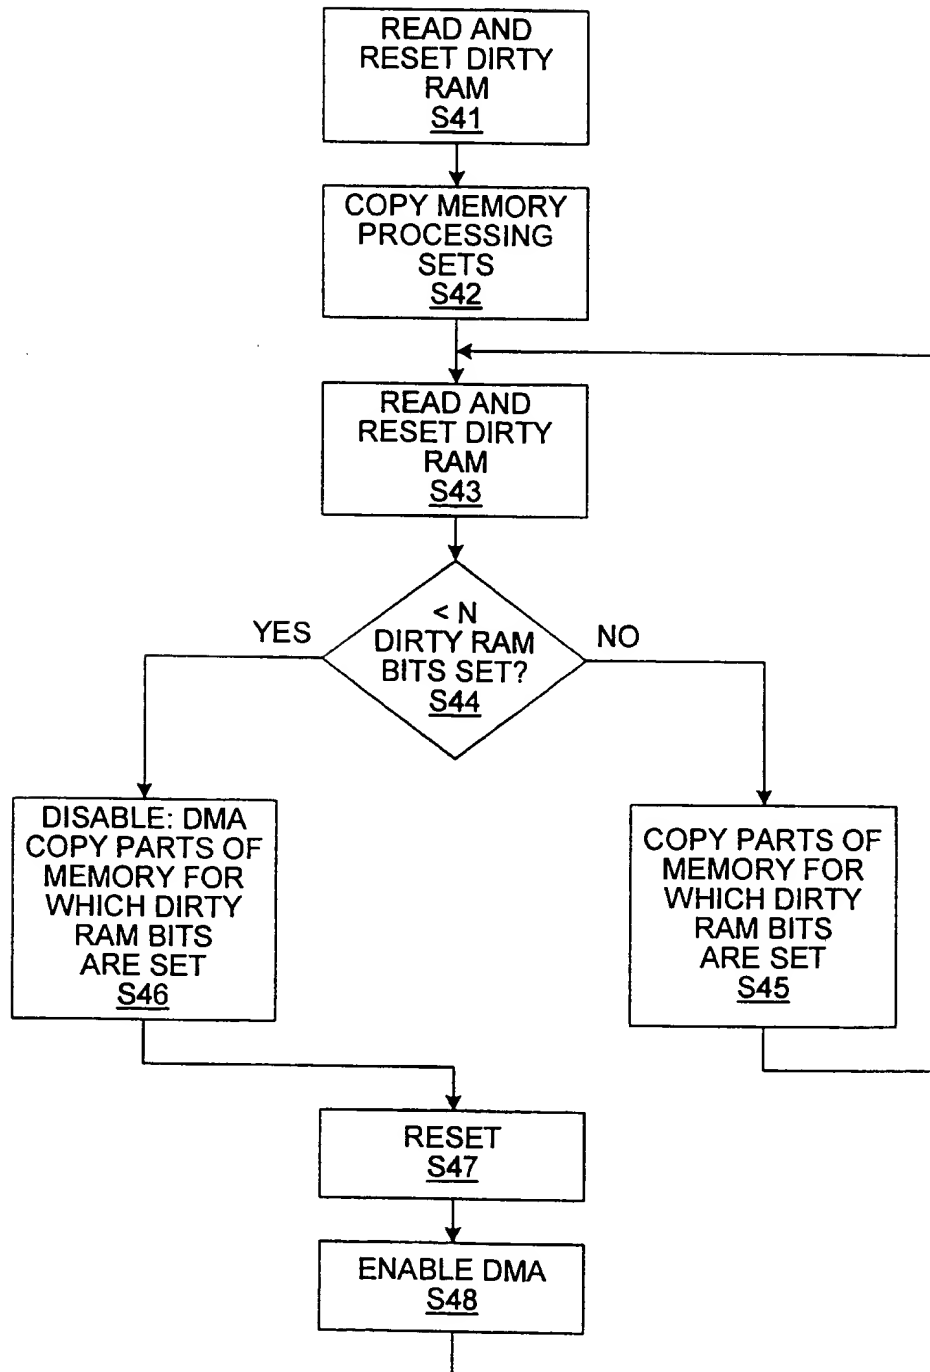 READ AND
RESET DIRTY
RAM
S41
COPY MEMORY
PROCESSING
SETS
S42
READ AND
RESET DIRTY
RAM
S43
< N
DIRTY RAM
BITS SET?
S44
YES
NO
DISABLE: DMA
COPY PARTS OF
MEMORY FOR
WHICH DIRTY
RAM BITS
ARE SET
S46
COPY PARTS OF
MEMORY FOR
WHICH DIRTY
RAM BITS
ARE SET
S45
RESET
S47
ENABLE DMA
S48